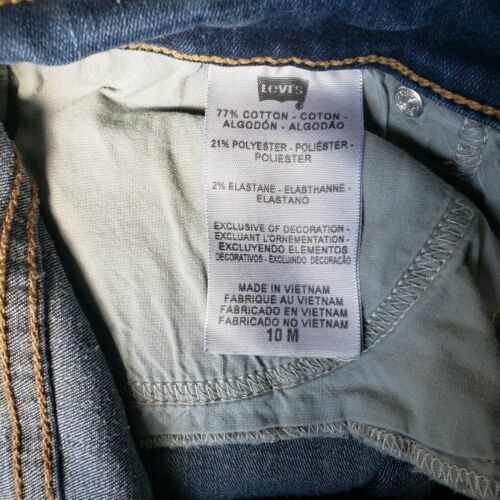 Levi's
77% COTTON - COTON -
ALGODÓN - ALGODÃO
21% POLYESTER - POLIÉSTER -
POLIESTER
2% ELASTANE - ELASTHANNE -
ELASTANO
EXCLUSIVE OF DECORATION -
EXCLUANT L'ORNEMENTATION -
EXCLUYENDO ELEMENTOS
DECORATIVOS - EXCLUINDO DECORAÇÃO
MADE IN VIETNAM
FABRIQUE AU VIETNAM
FABRICADO EN VIETNAM
FABRICADO NO VIETNAM
10 M